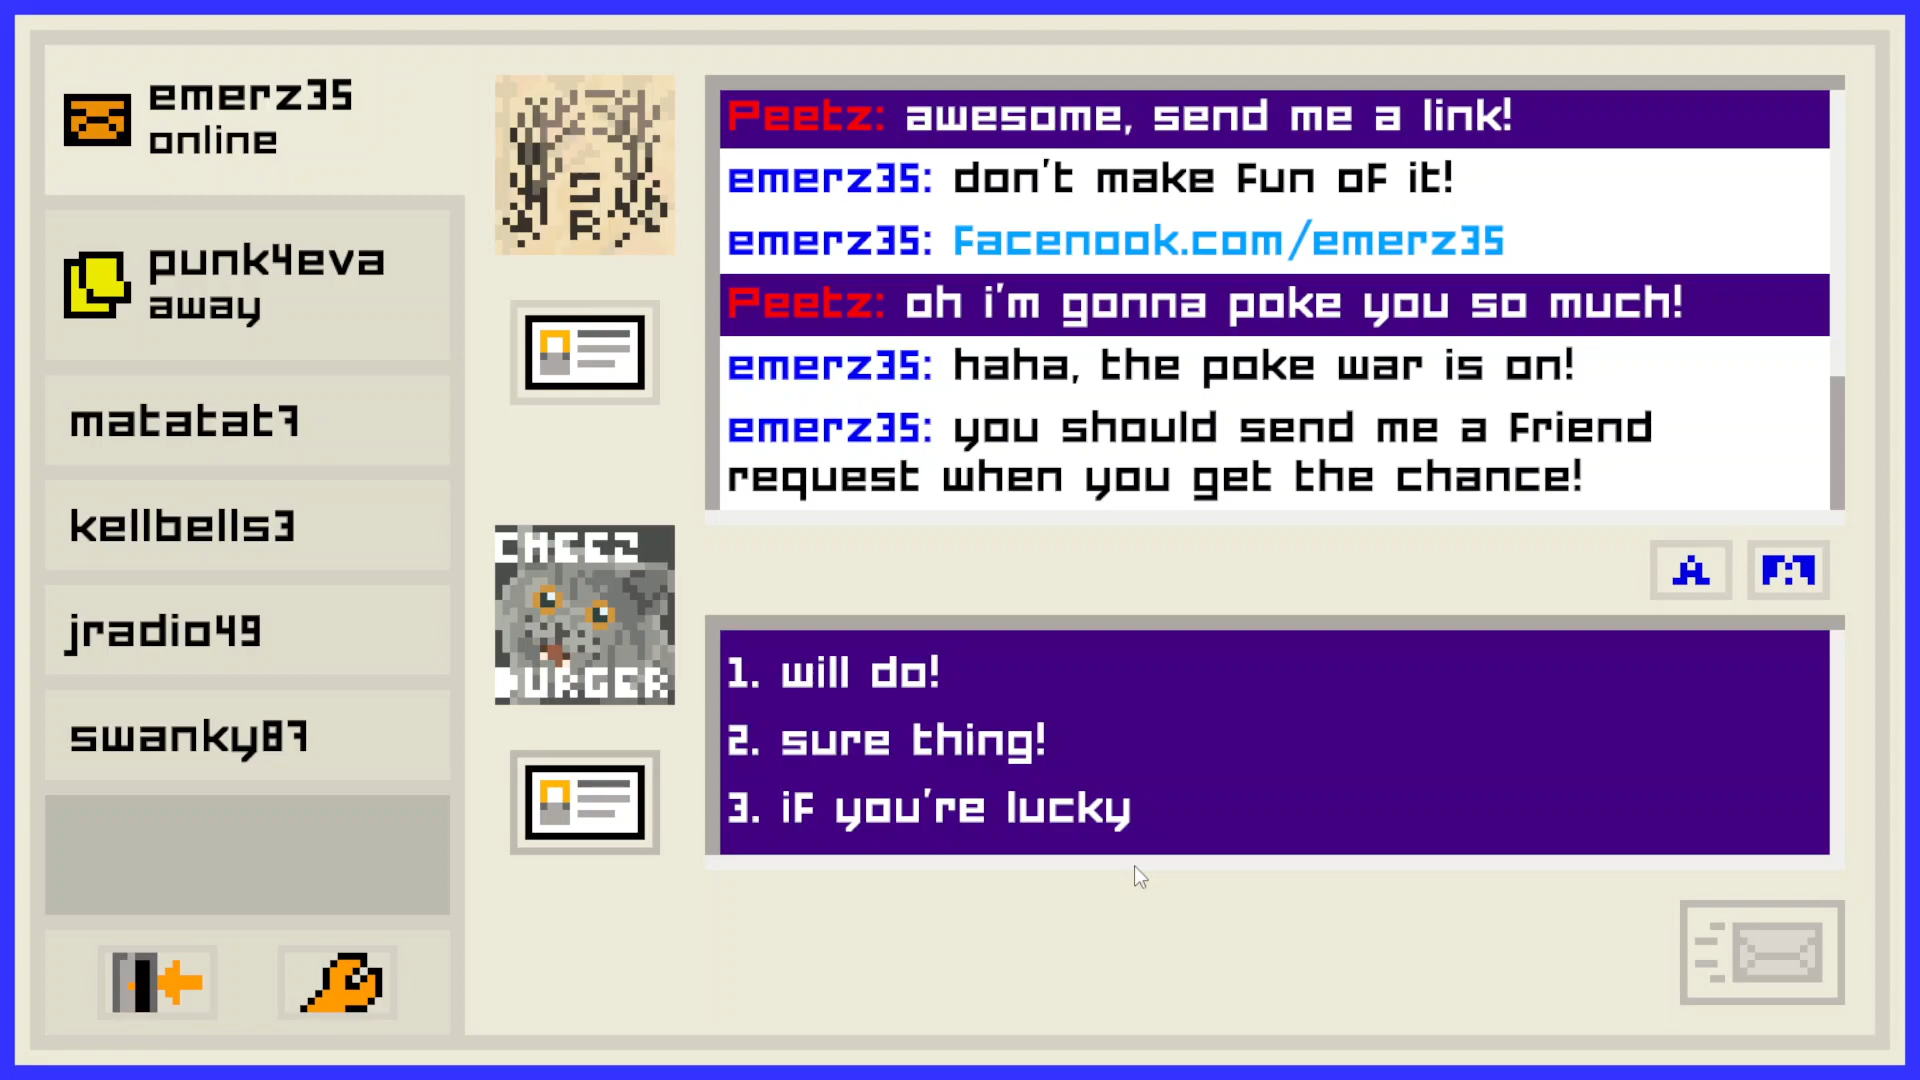 emerz35
online
punk4eva
away
matatat7
kellbells3
jradio49
swanky87
Peetz: awesome, send me a link!
emerz35: don't make fun of it!
emerz35: facenook.com/emerz35
Peetz: oh i'm gonna poke you so much!
emerz35: haha, the poke war is on!
emerz35: you should send me a friend
request when you get the chance!
CHEEZ
BURGER
A
1. will do!
2. sure thing!
3. if you're lucky